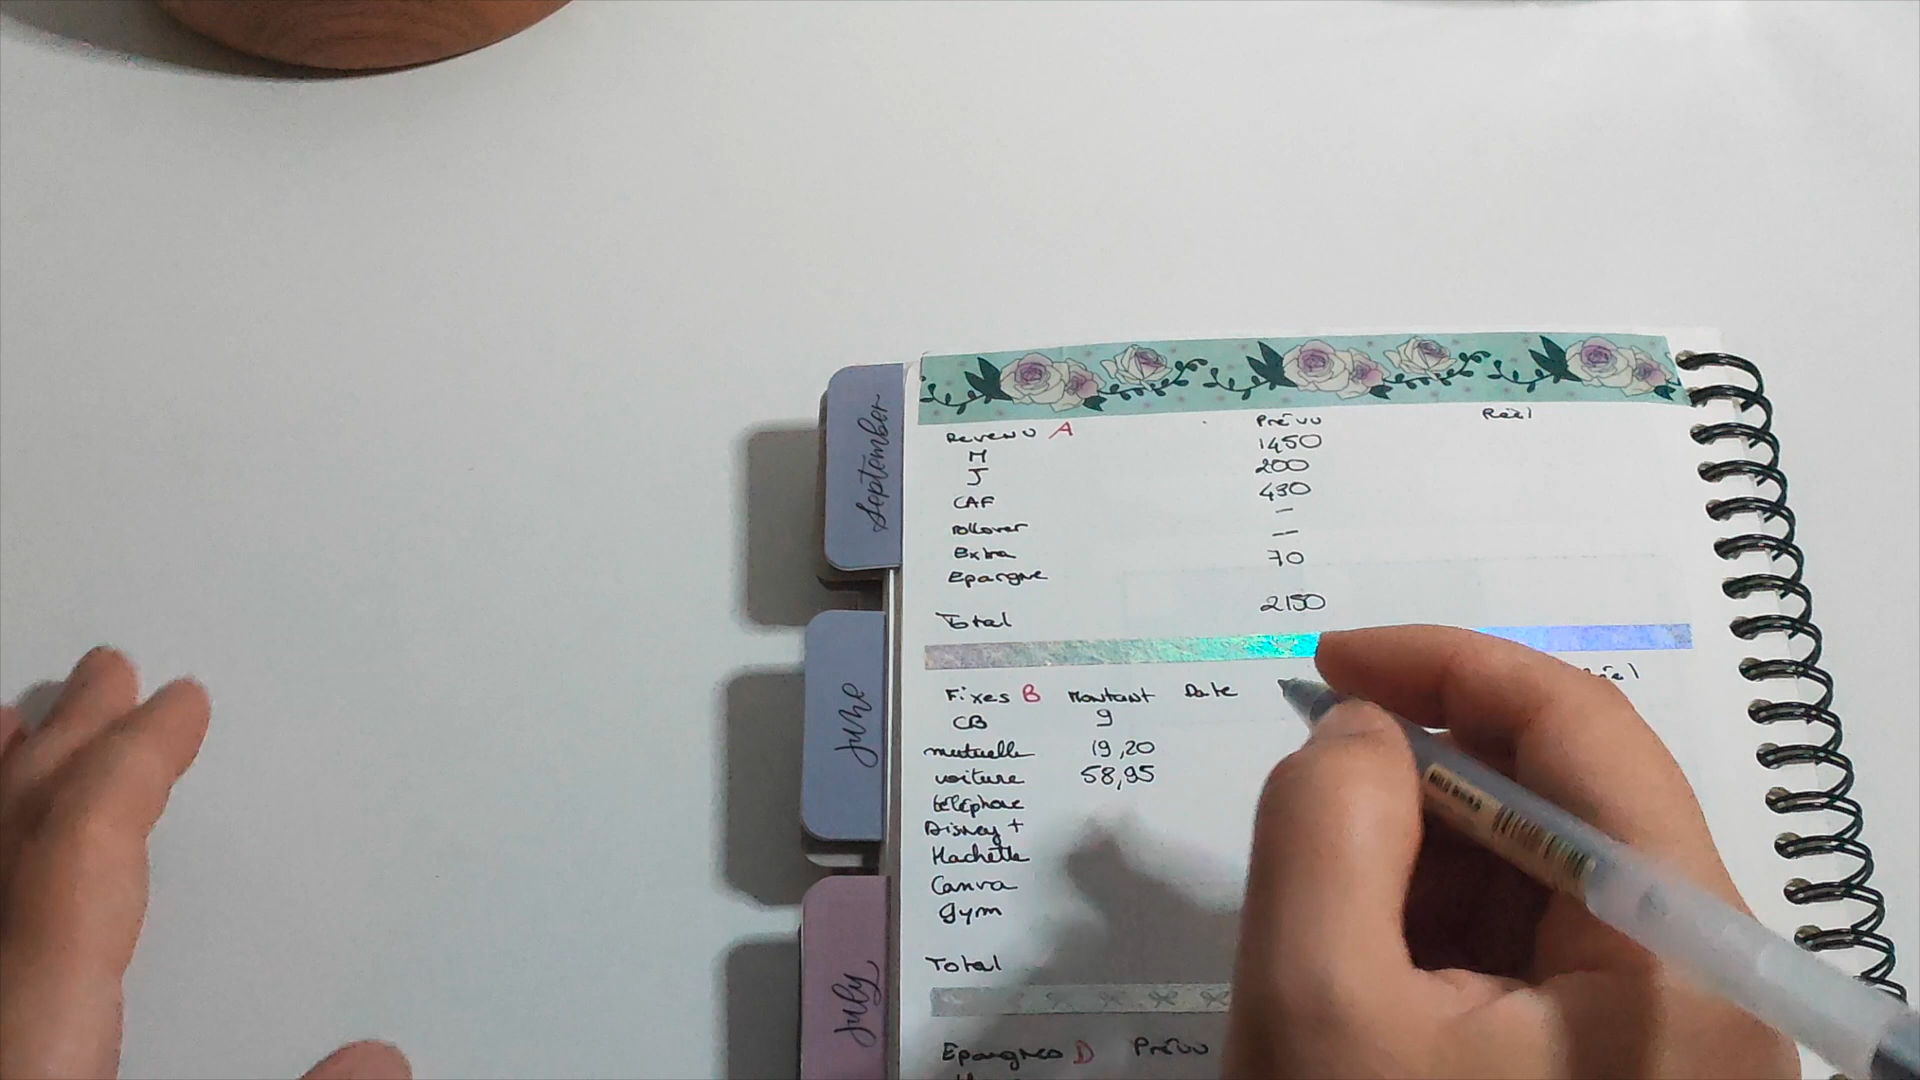 Revenu A Prévu Réel
M 1450
J 200
CAF 430
rollover -
Extra -
Epargne 70
Total 2150
Fixes B Montant Date
CB 9
mutuelle 19,20
voiture 58,95
téléphone
Disney +
Hachette
Canva
gym
Total
Epargnes D Prévu
September
June
July